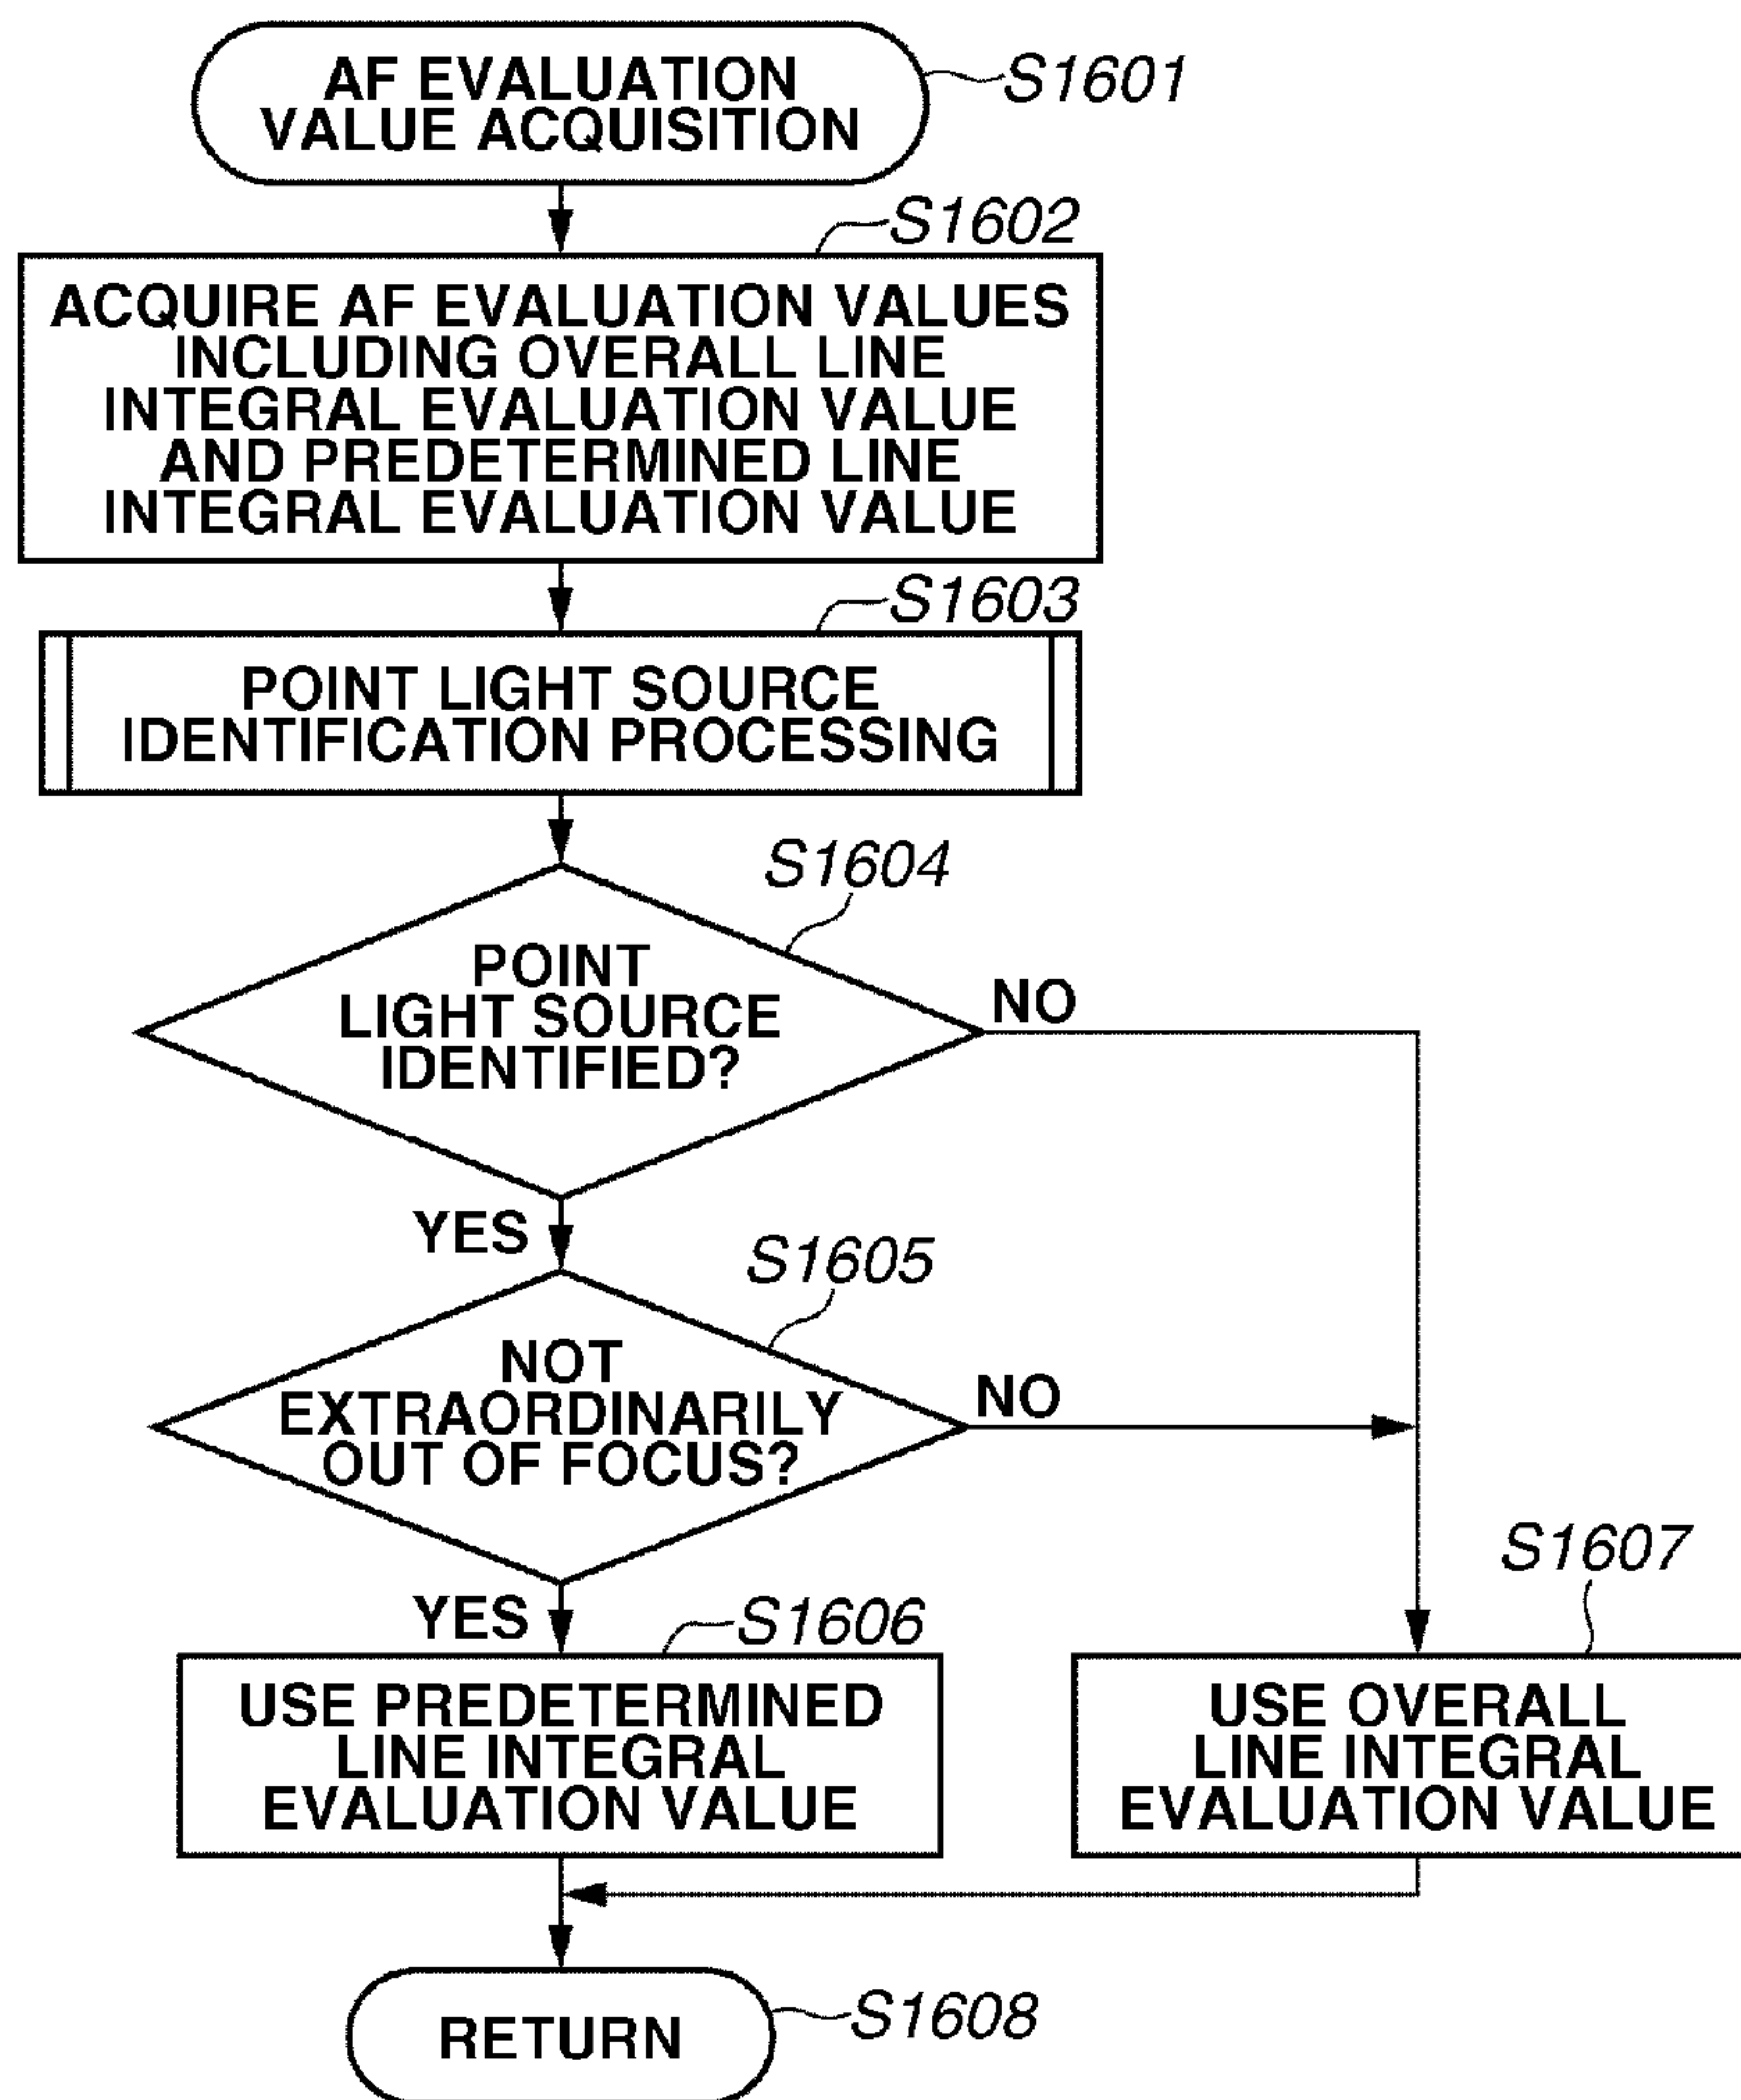 AF EVALUATION
VALUE ACQUISITION
S1601
S1602
ACQUIRE AF EVALUATION VALUES
INCLUDING OVERALL LINE
INTEGRAL EVALUATION VALUE
AND PREDETERMINED LINE
INTEGRAL EVALUATION VALUE
S1603
POINT LIGHT SOURCE
IDENTIFICATION PROCESSING
S1604
POINT
LIGHT SOURCE
IDENTIFIED?
NO
YES
S1605
NOT
EXTRAORDINARILY
OUT OF FOCUS?
NO
YES
S1606
USE PREDETERMINED
LINE INTEGRAL
EVALUATION VALUE
S1607
USE OVERALL
LINE INTEGRAL
EVALUATION VALUE
RETURN
S1608